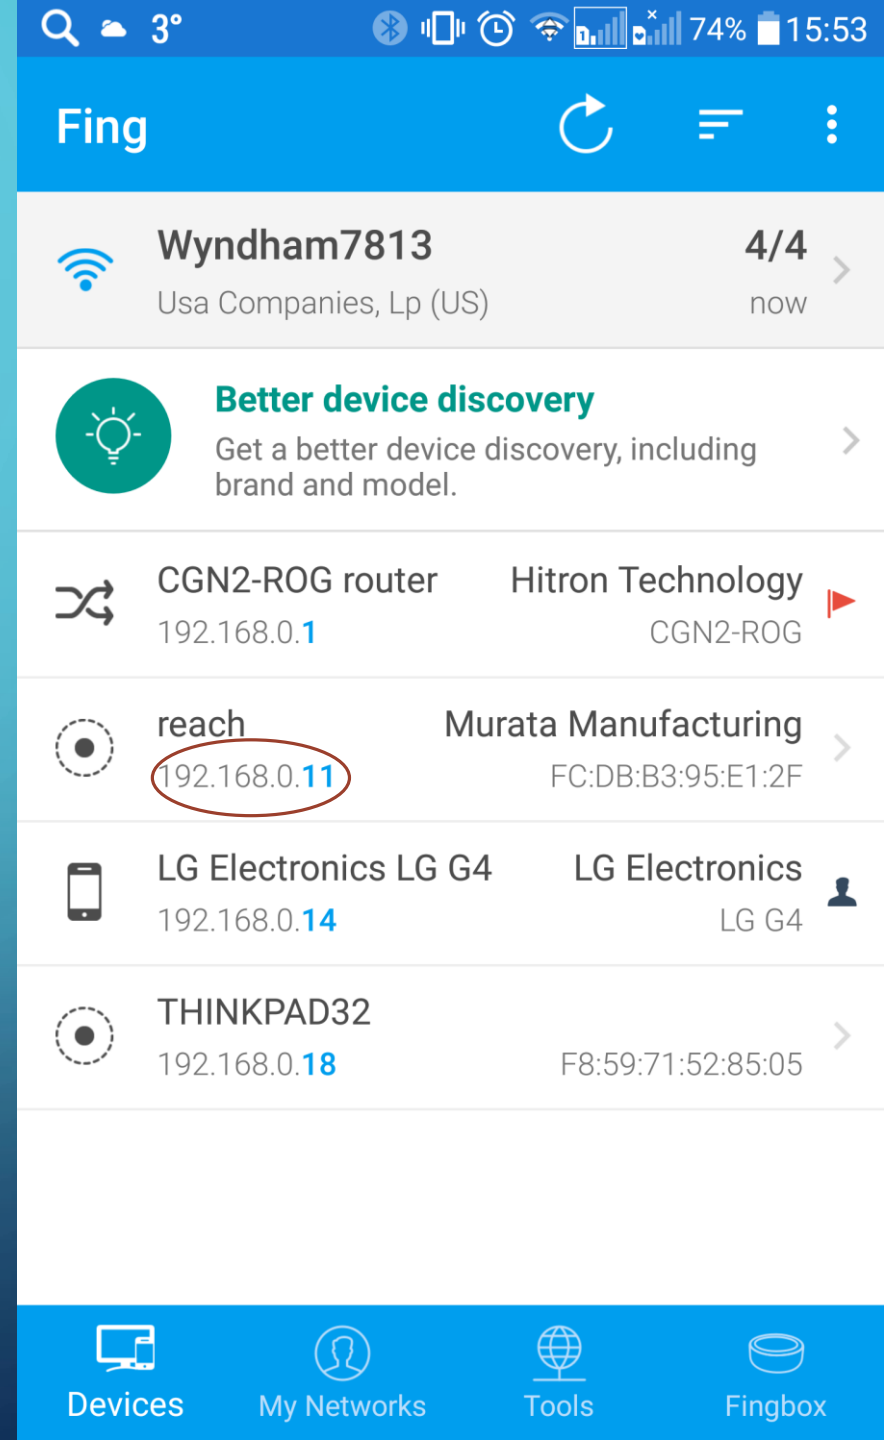 3° 74% 15:53
Fing
Wyndham7813 4/4
Usa Companies, Lp (US) now
Better device discovery
Get a better device discovery, including
brand and model.
CGN2-ROG router Hitron Technology
192.168.0.1 CGN2-ROG
reach Murata Manufacturing
192.168.0.11 FC:DB:B3:95:E1:2F
LG Electronics LG G4 LG Electronics
192.168.0.14 LG G4
THINKPAD32
192.168.0.18 F8:59:71:52:85:05
Devices My Networks Tools Fingbox